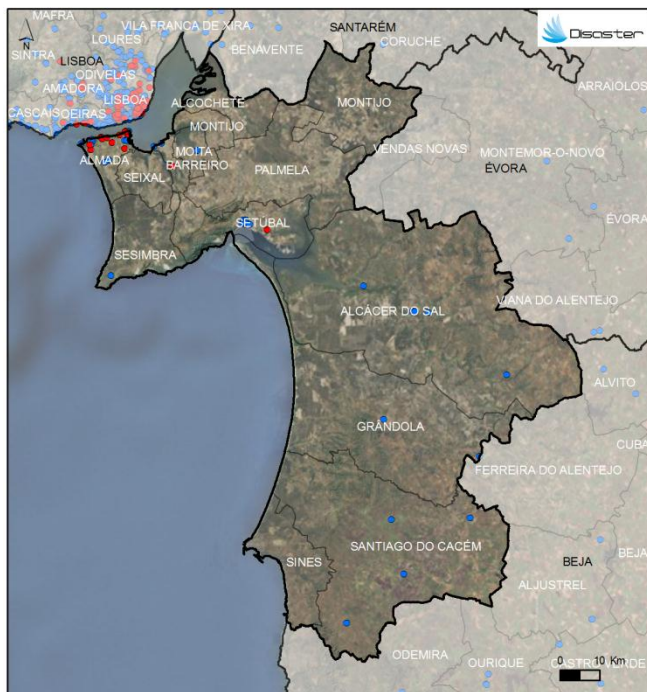 MAFRA
VILA FRANCA DE XIRA
SANTARÉM
Disaster
N
LOURES
BENAVENTE
CORUCHE
SINTRA
LISBOA
ODIVELAS
ARRAIOLOS
AMADORA
LISBOA
ALCOCHETE
MONTIJO
CASCAIS
OEIRAS
MONTIJO
ALMADA
MOITA
BARREIRO
VENDAS NOVAS
MONTEMOR-O-NOVO
ÉVORA
SEIXAL
PALMELA
ÉVORA
SETÚBAL
SESIMBRA
VIANA DO ALENTEJO
ALCÁCER DO SAL
ALVITO
GRÂNDOLA
CUBA
FERREIRA DO ALENTEJO
SANTIAGO DO CACÉM
SINES
BEJA
BEJA
ALJUSTREL
ODEMIRA
OURIQUE
CASTRO VERDE
0 10 Km